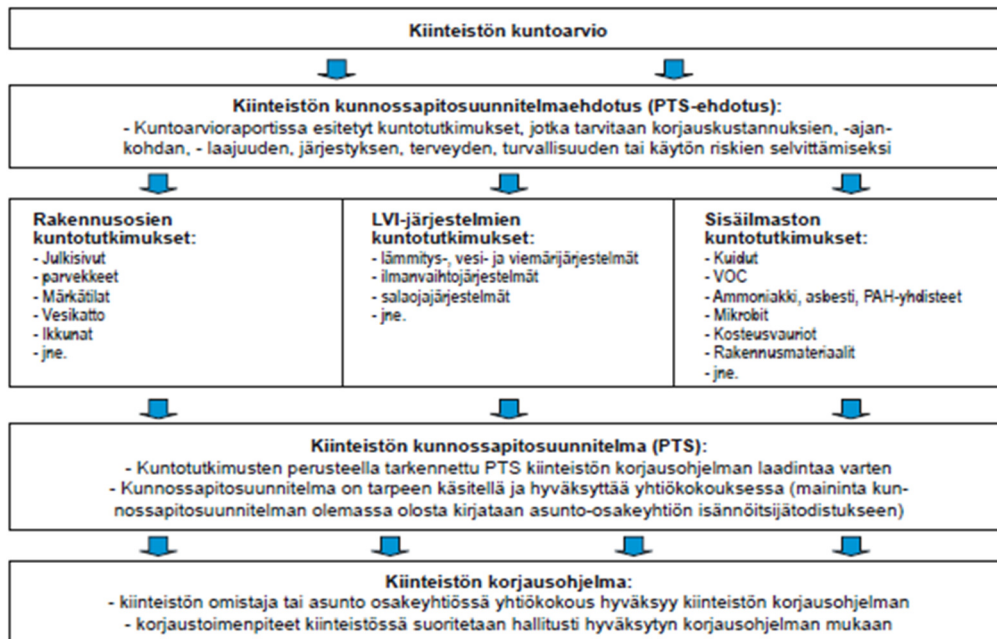 Kiinteistön kuntoarvio
Kiinteistön kunnossapitosuunnitelmaehdotus (PTS-ehdotus):
- Kuntoarvioraportissa esitetyt kuntotutkimukset, jotka tarvitaan korjauskustannuksien, -ajan-
kohdan, - laajuuden, järjestyksen, terveyden, turvallisuuden tai käytön riskien selvittämiseksi
Rakennusosien
kuntotutkimukset:
- Julkisivut
- parvekkeet
- Märkätilat
- Vesikatto
- Ikkunat
- jne.
LVI-järjestelmien
kuntotutkimukset:
- lämmitys-, vesi- ja viemärijärjestelmät
- ilmanvaihtojärjestelmät
- salaojajärjestelmät
- jne.
Sisäilmaston
kuntotutkimukset:
- Kuidut
- VOC
- Ammoniakki, asbesti, PAH-yhdisteet
- Mikrobit
- Kosteusvauriot
- Rakennusmateriaalit
- jne.
Kiinteistön kunnossapitosuunnitelma (PTS):
- Kuntotutkimusten perusteella tarkennettu PTS kiinteistön korjausohjelman laadintaa varten
- Kunnossapitosuunnitelma on tarpeen käsitellä ja hyväksyttää yhtiökokouksessa (maininta kun-
nossapitosuunnitelman olemassa olosta kirjataan asunto-osakeyhtiön isännöitsijätodistukseen)
Kiinteistön korjausohjelma:
- kiinteistön omistaja tai asunto osakeyhtiössä yhtiökokous hyväksyy kiinteistön korjausohjelman
- korjaustoimenpiteet kiinteistössä suoritetaan hallitusti hyväksytyn korjausohjelman mukaan